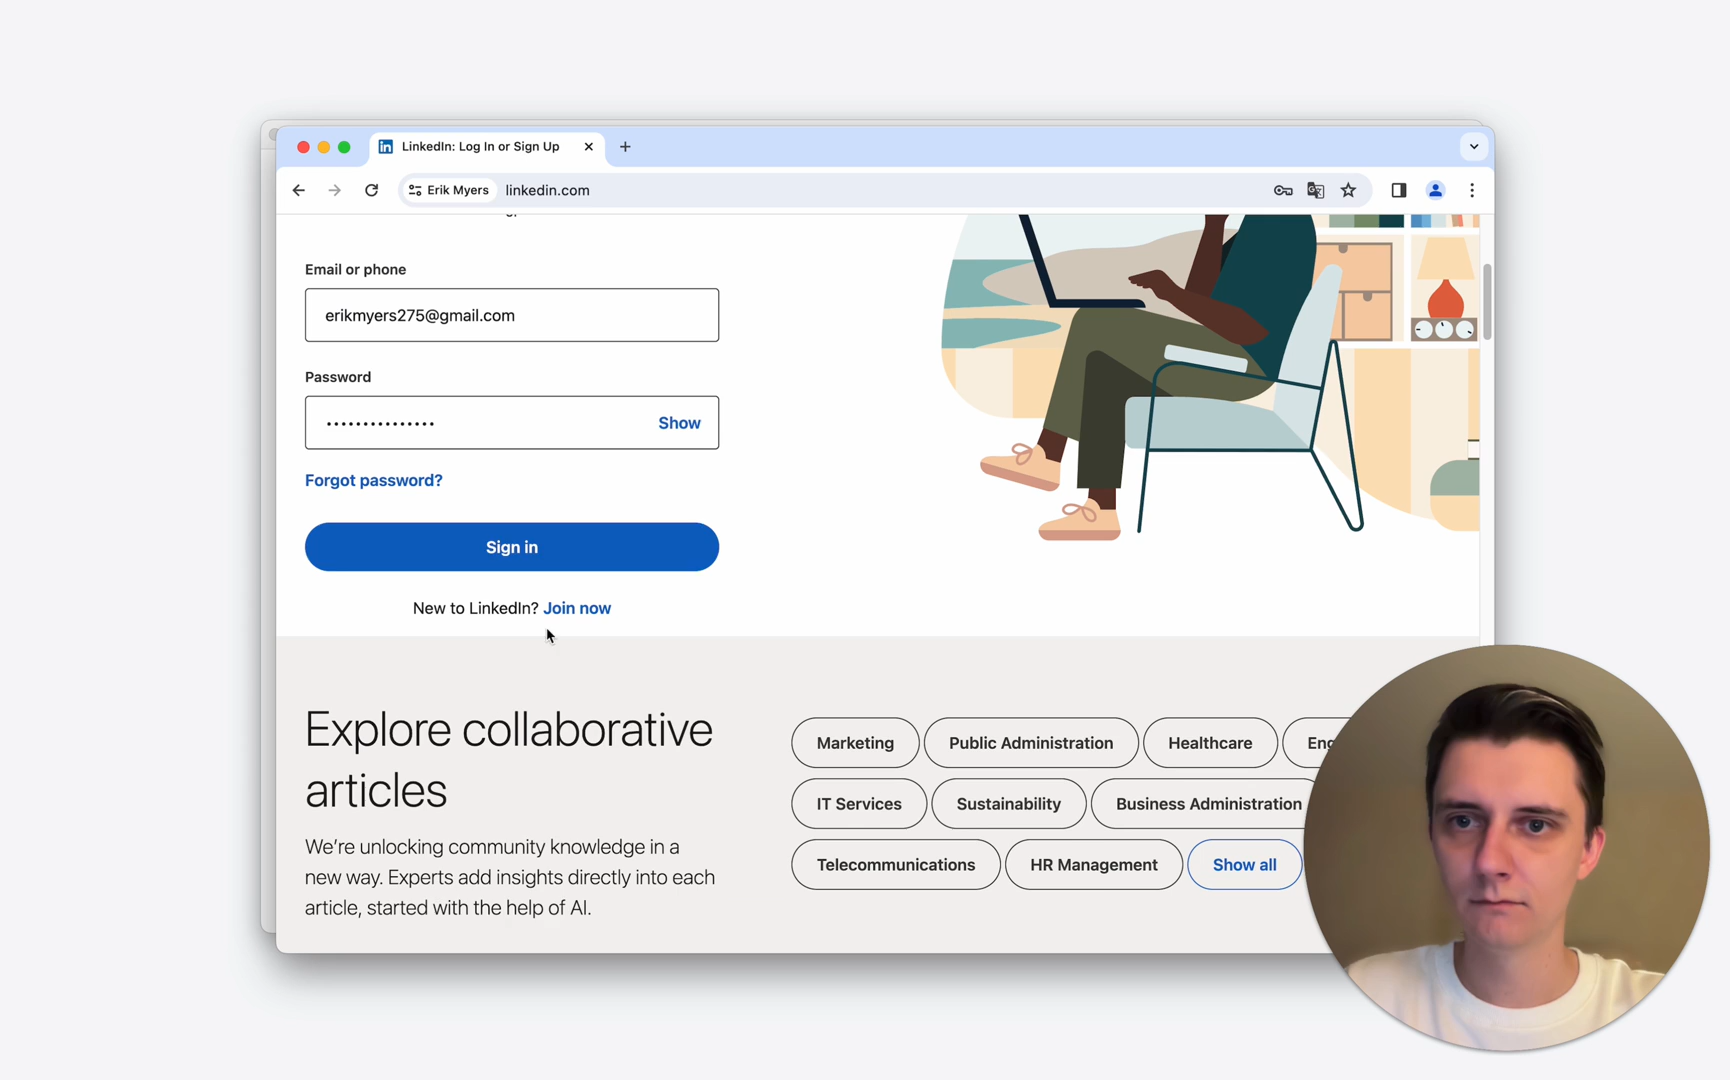 in LinkedIn: Log In or Sign Up
Erik Myers linkedin.com
Email or phone
erikmyers275@gmail.com
Password
••••••••••••••• Show
Forgot password?
Sign in
New to LinkedIn? Join now
Explore collaborative
articles
We're unlocking community knowledge in a
new way. Experts add insights directly into each
article, started with the help of AI.
Marketing Public Administration Healthcare
IT Services Sustainability Business Administration
Telecommunications HR Management Show all